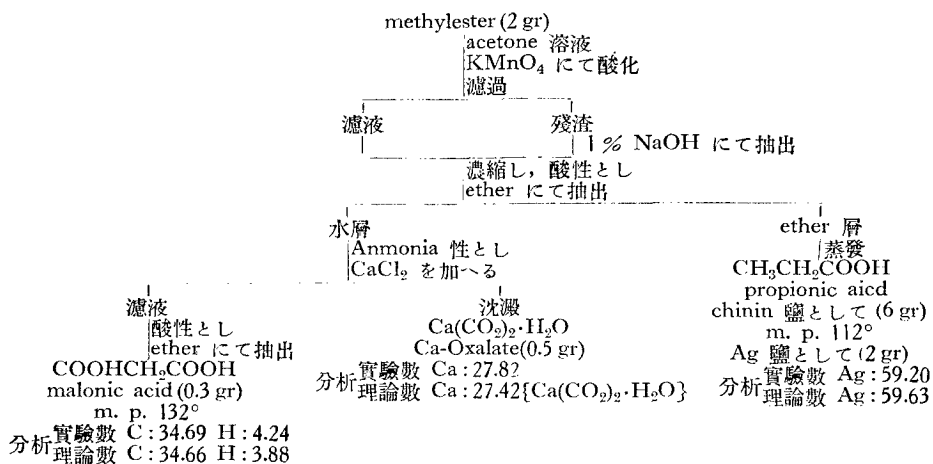 methylester (2 gr)
acetone 溶液
KMnO₄ にて酸化
濾過
濾液
殘渣
1% NaOH にて抽出
濃縮し，酸性とし
ether にて抽出
水層
Anmonia 性とし
CaCl₂ を加へる
ether 層
蒸發
CH₃CH₂COOH
propionic aicd
chinin 鹽として (6 gr)
m. p. 112°
Ag 鹽として (2 gr)
分析 實驗數 Ag : 59.20
理論數 Ag : 59.63
濾液
酸性とし
ether にて抽出
COOHCH₂COOH
malonic acid (0.3 gr)
m. p. 132°
分析 實驗數 C : 34.69 H : 4.24
理論數 C : 34.66 H : 3.88
沈澱
Ca(CO₂)₂·H₂O
Ca-Oxalate (0.5 gr)
分析 實驗數 Ca : 27.82
理論數 Ca : 27.42{Ca(CO₂)₂·H₂O}